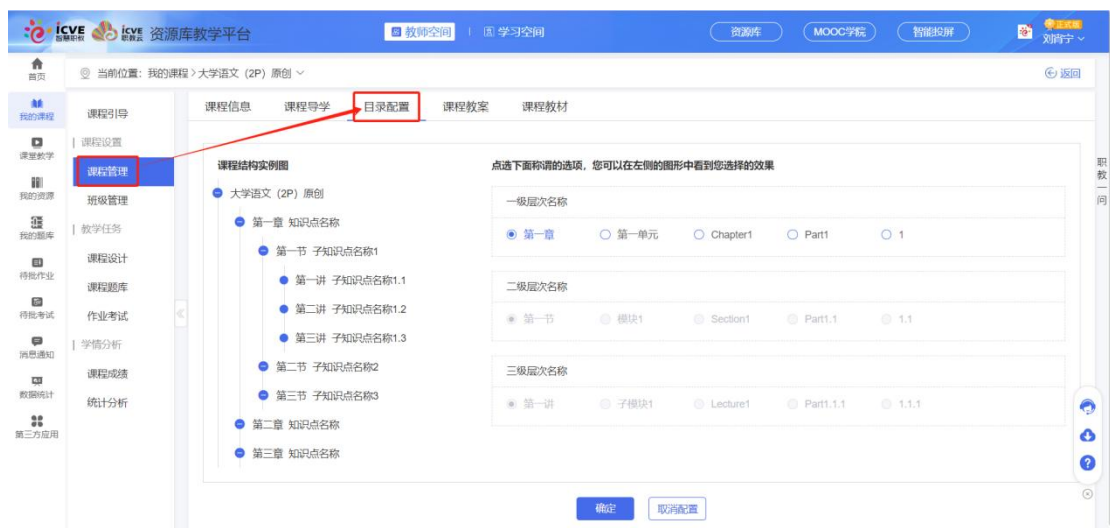 icve 智慧职教 icve 职教云 资源库教学平台 教师空间 学习空间 资源库 MOOC学院 智能投屏 正式版 刘肖宁
首页
当前位置：我的课程 > 大学语文（2P）原创
返回
我的课程
课堂教学
我的资源
我的题库
待批作业
待批考试
消息通知
数据统计
第三方应用
课程引导
课程设置
课程管理
班级管理
教学任务
课程设计
课程题库
作业考试
学情分析
课程成绩
统计分析
课程信息 课程导学 目录配置 课程教案 课程教材
课程结构实例图
大学语文（2P）原创
第一章 知识点名称
第一节 子知识点名称1
第一讲 子知识点名称1.1
第二讲 子知识点名称1.2
第三讲 子知识点名称1.3
第二节 子知识点名称2
第三节 子知识点名称3
第二章 知识点名称
第三章 知识点名称
点选下面称谓的选项，您可以在左侧的图形中看到您选择的效果
一级层次名称
第一章 第一单元 Chapter1 Part1 1
二级层次名称
第一节 模块1 Section1 Part1.1 1.1
三级层次名称
第一讲 子模块1 Lecture1 Part1.1.1 1.1.1
确定 取消配置
职教一问